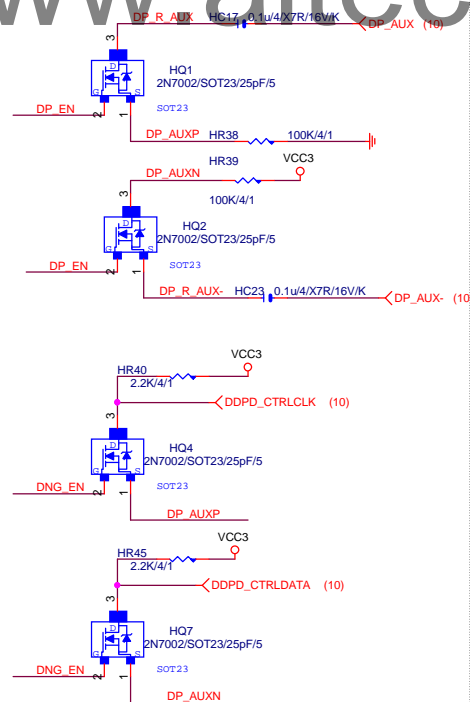 DP_R_AUX HC17 0.1u/4/X7R/16V/K DP_AUX (10)
3
HQ1
2N7002/SOT23/25pF/5
D
G S
SOT23
DP_EN
2 1
DP_AUXP HR38 100K/4/1
DP_AUXN HR39 VCC3
100K/4/1
3
HQ2
2N7002/SOT23/25pF/5
D
G S
SOT23
DP_EN
2 1
DP_R_AUX- HC23 0.1u/4/X7R/16V/K DP_AUX- (10
VCC3
HR40
2.2K/4/1
DDPD_CTRLCLK (10)
3
HQ4
2N7002/SOT23/25pF/5
D
G S
SOT23
DNG_EN
2 1
DP_AUXP
VCC3
HR45
2.2K/4/1
DDPD_CTRLDATA (10)
3
HQ7
2N7002/SOT23/25pF/5
D
G S
SOT23
DNG_EN
2 1
DP_AUXN